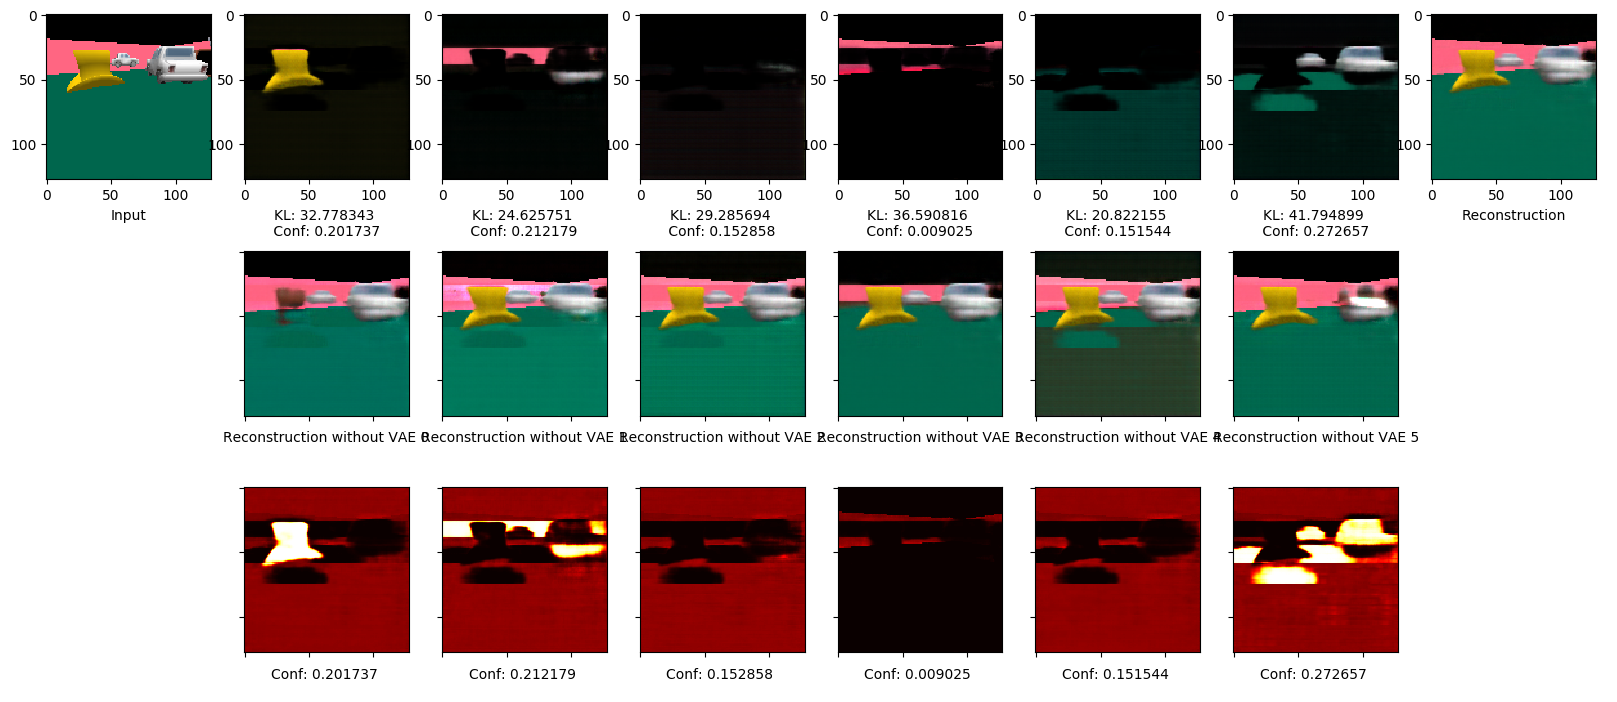 0
50
100
0 50 100
Input
0
50
100
0 50 100
KL: 32.778343
Conf: 0.201737
0
50
100
0 50 100
KL: 24.625751
Conf: 0.212179
0
50
100
0 50 100
KL: 29.285694
Conf: 0.152858
0
50
100
0 50 100
KL: 36.590816
Conf: 0.009025
0
50
100
0 50 100
KL: 20.822155
Conf: 0.151544
0
50
100
0 50 100
KL: 41.794899
Conf: 0.272657
0
50
100
0 50 100
Reconstruction
Reconstruction without VAE 0
Reconstruction without VAE 1
Reconstruction without VAE 2
Reconstruction without VAE 3
Reconstruction without VAE 4
Reconstruction without VAE 5
Conf: 0.201737
Conf: 0.212179
Conf: 0.152858
Conf: 0.009025
Conf: 0.151544
Conf: 0.272657